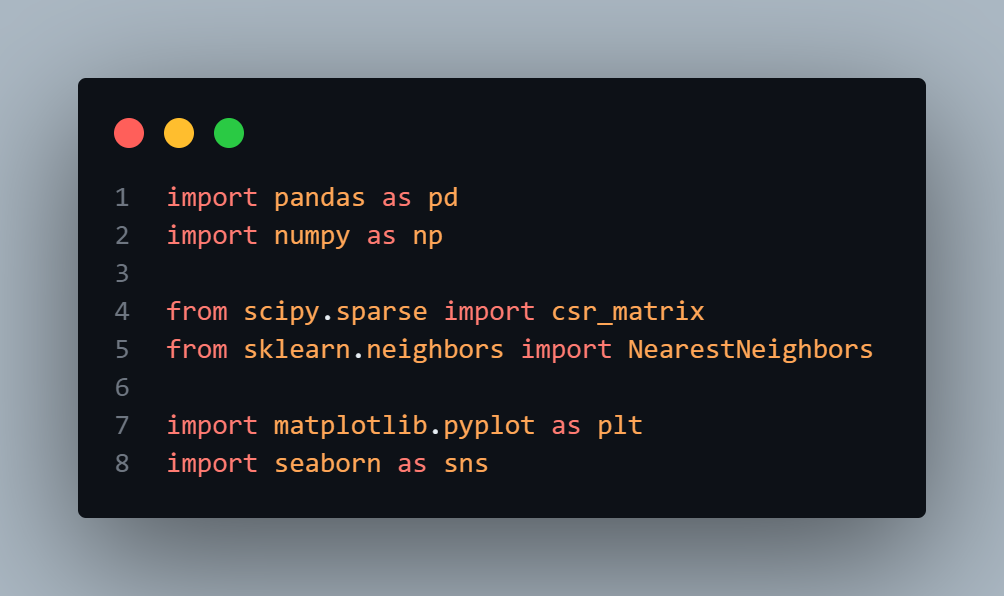 1 import pandas as pd
2 import numpy as np
3
4 from scipy.sparse import csr_matrix
5 from sklearn.neighbors import NearestNeighbors
6
7 import matplotlib.pyplot as plt
8 import seaborn as sns